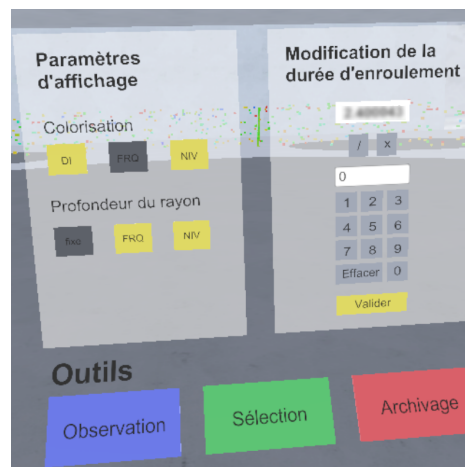 Paramètres
d'affichage
Colorisation
DI FRQ NIV
Profondeur du rayon
fixe FRQ NIV
Modification de la
durée d'enroulement
/ x
0
1 2 3
4 5 6
7 8 9
Effacer 0
Valider
Outils
Observation Sélection Archivage